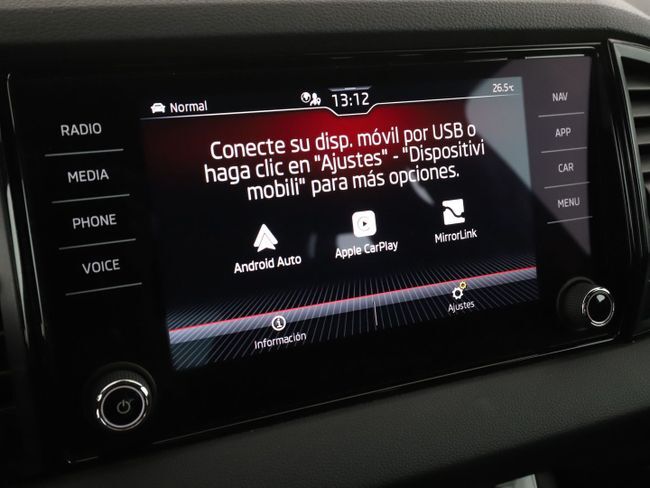 Normal
13:12
26.5°C
RADIO
MEDIA
PHONE
VOICE
NAV
APP
CAR
MENU
Conecte su disp. móvil por USB o
haga clic en "Ajustes" - "Dispositivi
mobili" para más opciones.
Android Auto
Apple CarPlay
MirrorLink
Información
Ajustes